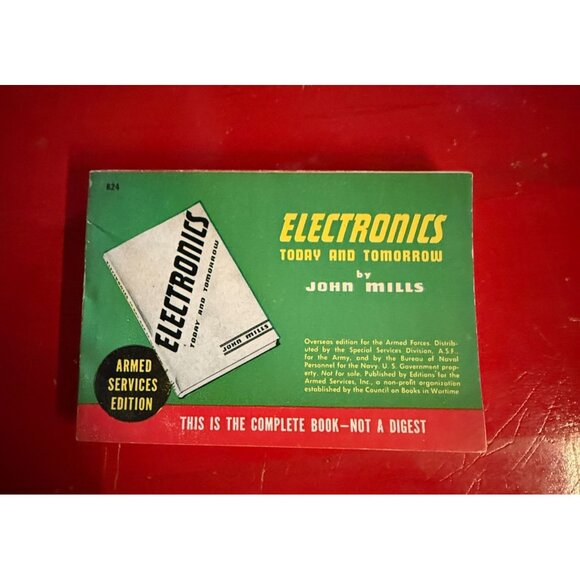 824
ELECTRONICS
TODAY AND TOMORROW
by
JOHN MILLS
ELECTRONICS
TODAY AND TOMORROW
JOHN MILLS
Overseas edition for the Armed Forces. Distrib-
uted by the Special Services Division, A.S.F.,
for the Army, and by the Bureau of Naval
Personnel for the Navy. U. S. Government prop-
erty. Not for sale. Published by Editions for the
Armed Services, Inc., a non-profit organization
established by the Council on Books in Wartime
ARMED
SERVICES
EDITION
THIS IS THE COMPLETE BOOK—NOT A DIGEST